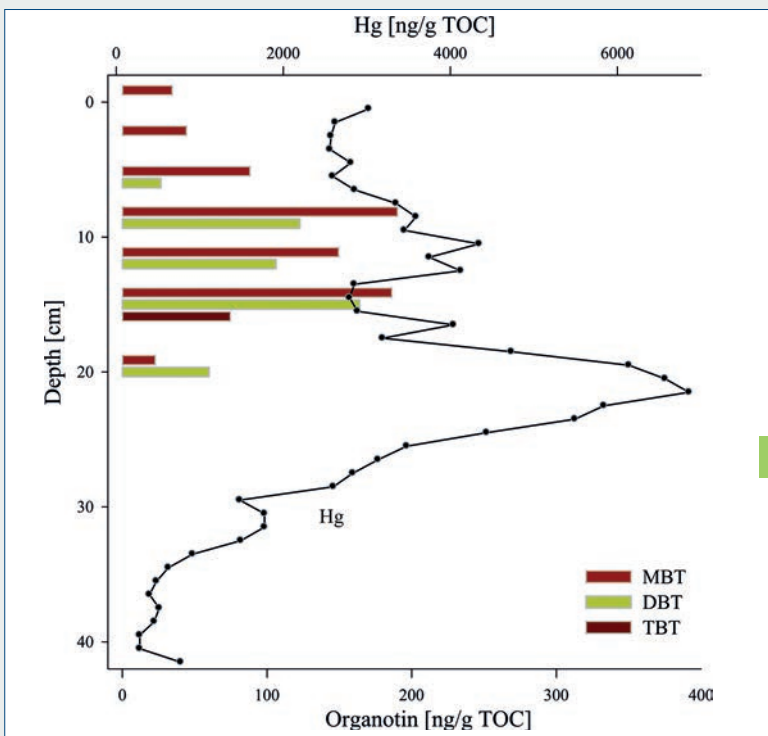 Hg [ng/g TOC]
0 2000 4000 6000
0
10
20
30
40
Depth [cm]
Hg
MBT
DBT
TBT
0 100 200 300 400
Organotin [ng/g TOC]